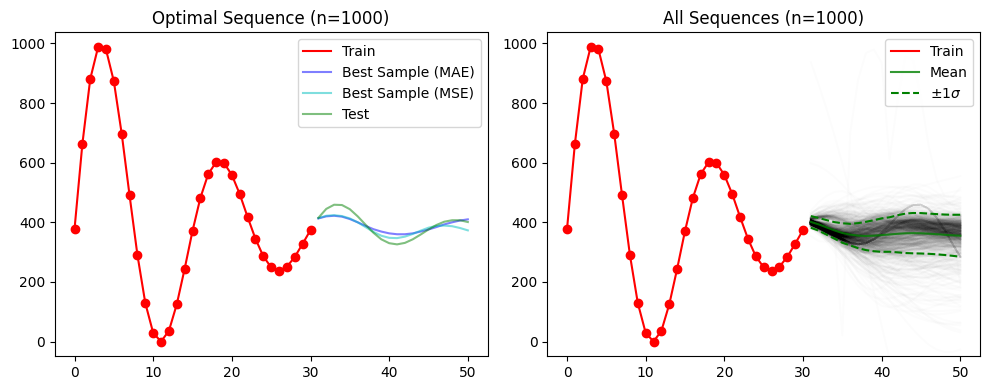 Optimal Sequence (n=1000)
Train
Best Sample (MAE)
Best Sample (MSE)
Test
1000
800
600
400
200
0
0 10 20 30 40 50
All Sequences (n=1000)
Train
Mean
±1σ
1000
800
600
400
200
0
0 10 20 30 40 50